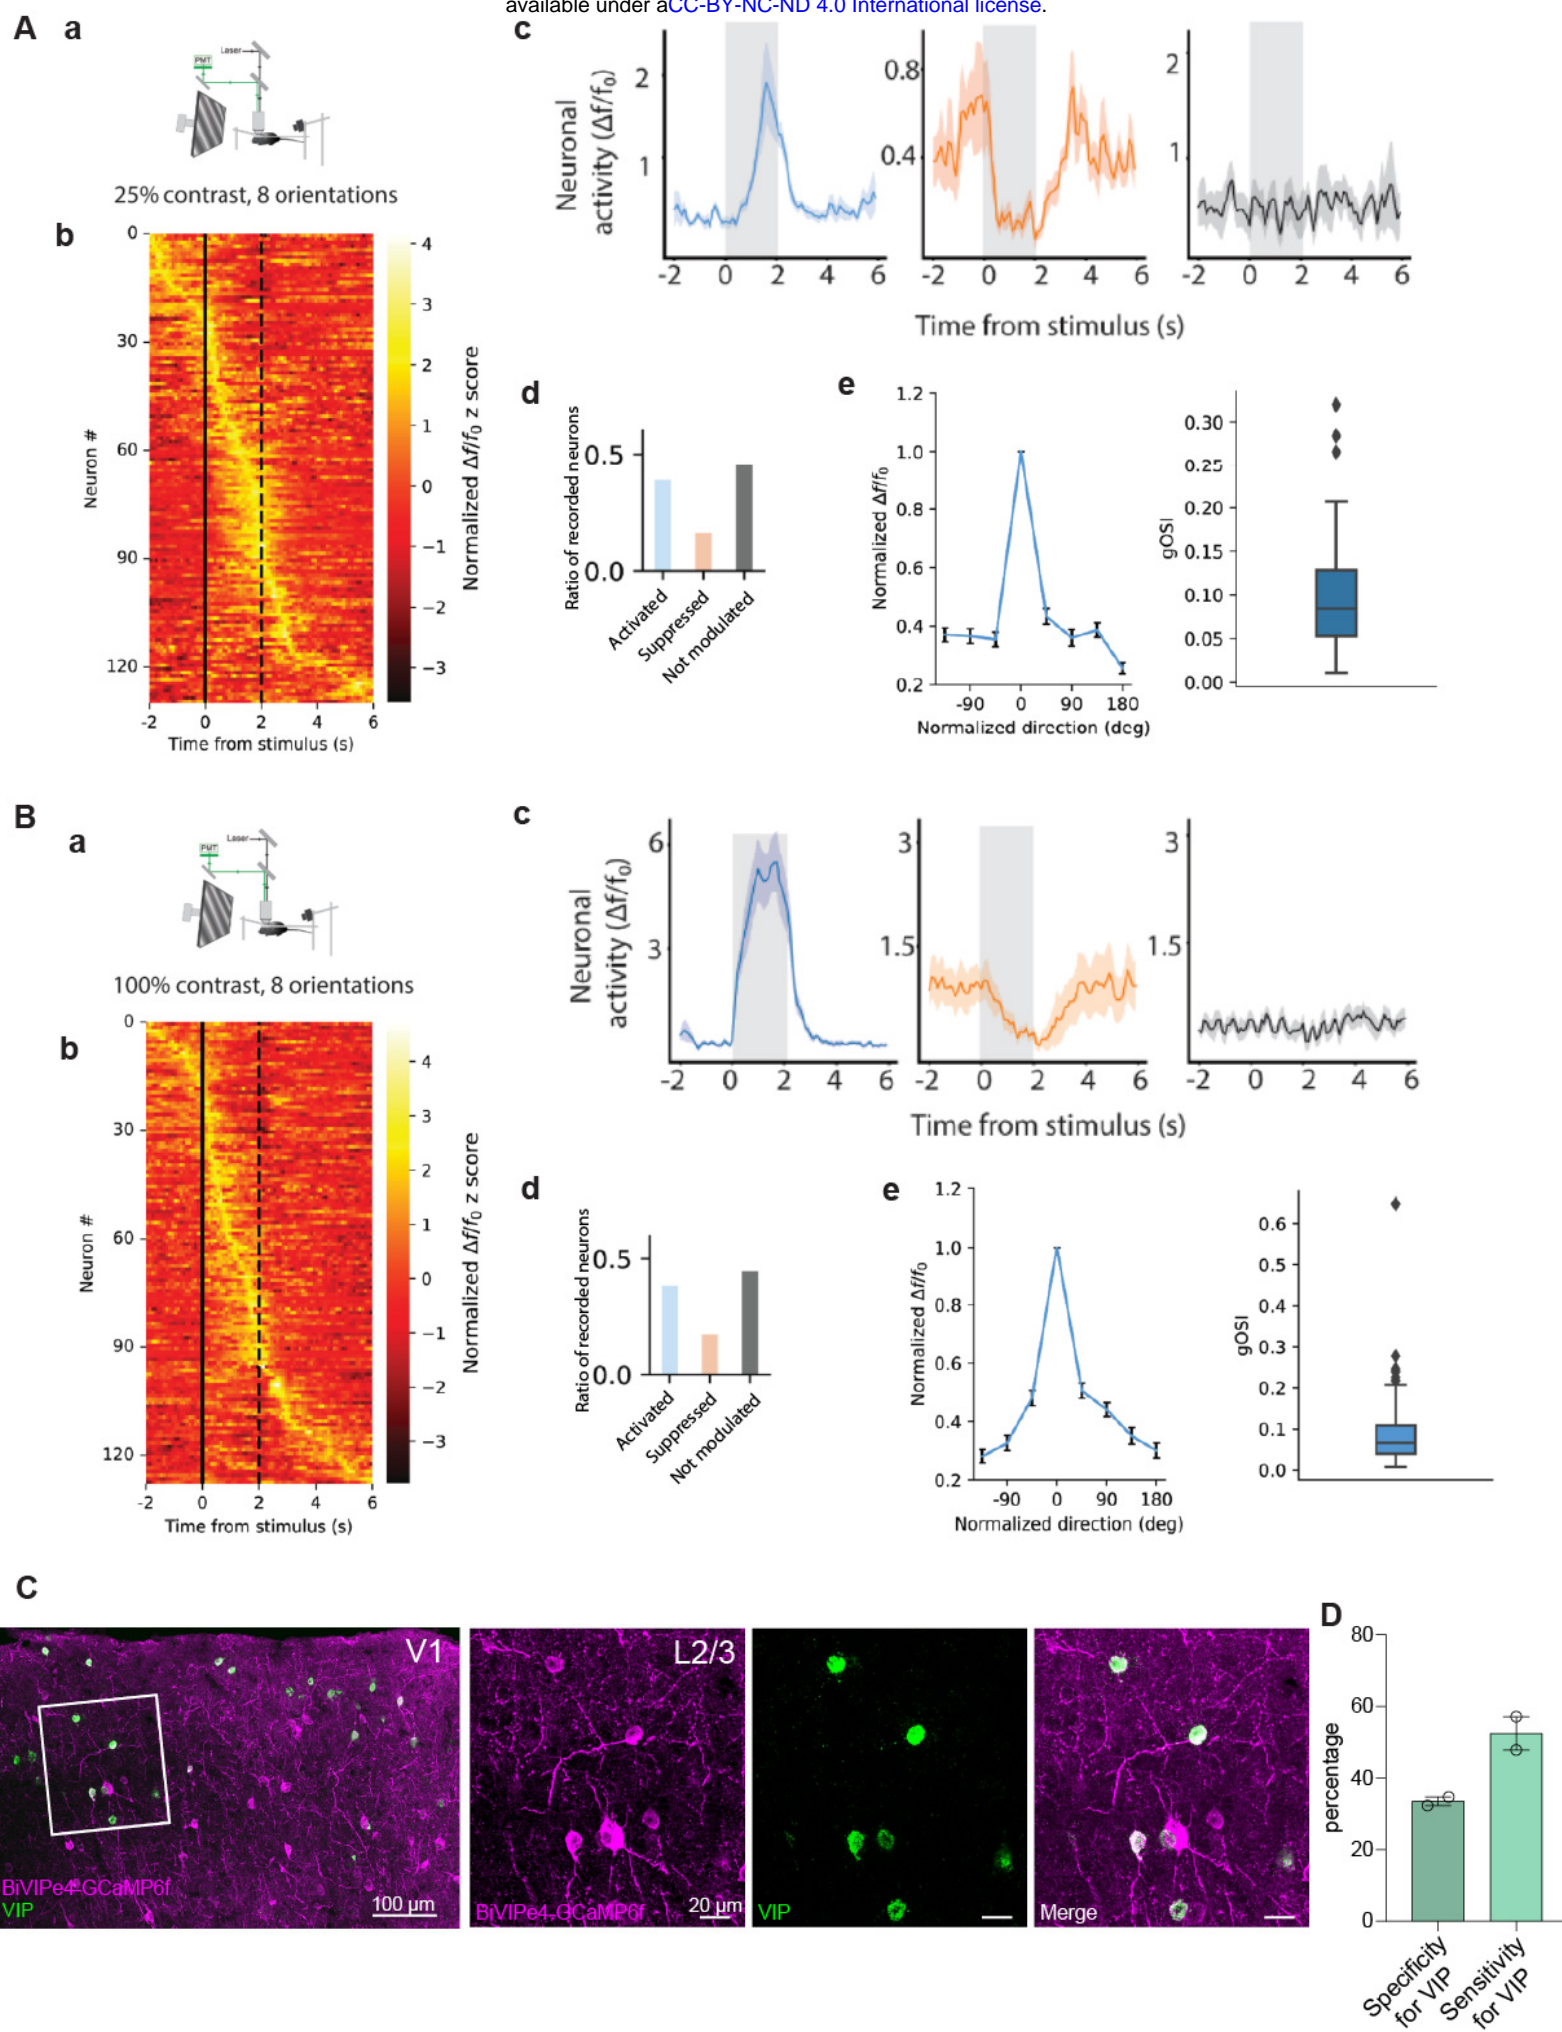 available under aCC-BY-NC-ND 4.0 International license.
A
a
Laser
PMT
25% contrast, 8 orientations
b
0
30
60
90
120
Neuron #
-2 0 2 4 6
Time from stimulus (s)
4
3
2
1
0
−1
−2
−3
Normalized Δf/f0 z score
c
Neuronal
activity (Δf/f0)
2
1
-2 0 2 4 6
0.8
0.4
-2 0 2 4 6
2
1
-2 0 2 4 6
Time from stimulus (s)
d
Ratio of recorded neurons
0.5
0.0
Activated
Suppressed
Not modulated
e
Normalized Δf/f0
1.2
1.0
0.8
0.6
0.4
0.2
-90 0 90 180
Normalized direction (deg)
gOSI
0.30
0.25
0.20
0.15
0.10
0.05
0.00
B
a
Laser
PMT
100% contrast, 8 orientations
b
0
30
60
90
120
Neuron #
-2 0 2 4 6
Time from stimulus (s)
4
3
2
1
0
−1
−2
−3
Normalized Δf/f0 z score
c
Neuronal
activity (Δf/f0)
6
3
-2 0 2 4 6
3
1.5
-2 0 2 4 6
3
1.5
-2 0 2 4 6
Time from stimulus (s)
d
Ratio of recorded neurons
0.5
0.0
Activated
Suppressed
Not modulated
e
Normalized Δf/f0
1.2
1.0
0.8
0.6
0.4
0.2
-90 0 90 180
Normalized direction (deg)
gOSI
0.6
0.5
0.4
0.3
0.2
0.1
0.0
C
V1
BiVIPe4-GCaMP6f
VIP
100 µm
L2/3
BiVIPe4-GCaMP6f
20 µm
VIP
Merge
D
percentage
80
60
40
20
0
Specificity
for VIP
Sensitivity
for VIP